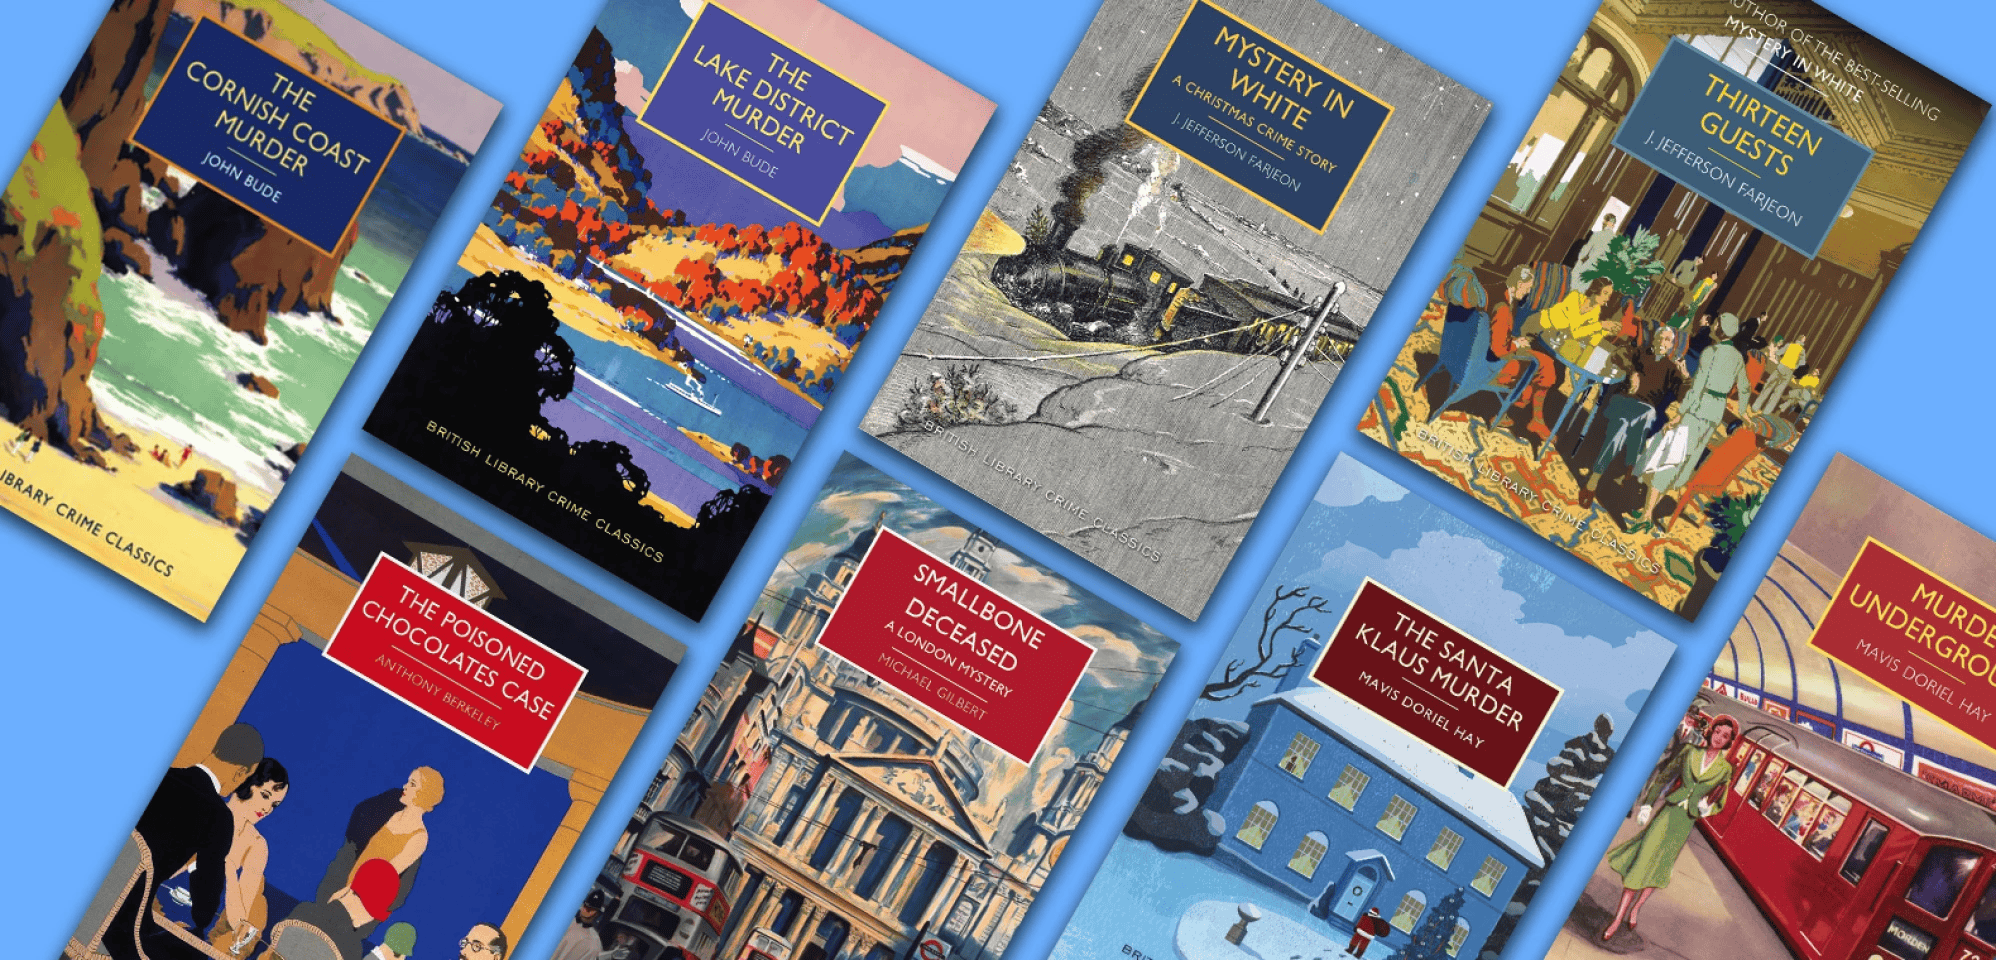 THE
CORNISH COAST
MURDER
JOHN BUDE
LIBRARY CRIME CLASSICS
THE
LAKE DISTRICT
MURDER
JOHN BUDE
BRITISH LIBRARY CRIME CLASSICS
MYSTERY IN
WHITE
A CHRISTMAS CRIME STORY
J. JEFFERSON FARJEON
BRITISH LIBRARY CRIME CLASSICS
AUTHOR OF THE BEST-SELLING
MYSTERY IN WHITE
THIRTEEN
GUESTS
J. JEFFERSON FARJEON
BRITISH LIBRARY CRIME CLASSICS
THE POISONED
CHOCOLATES CASE
ANTHONY BERKELEY
SMALLBONE
DECEASED
A LONDON MYSTERY
MICHAEL GILBERT
THE SANTA
KLAUS MURDER
MAVIS DORIEL HAY
BRIT
MURDE
UNDERGROU
MAVIS DORIEL HAY
MORDEN